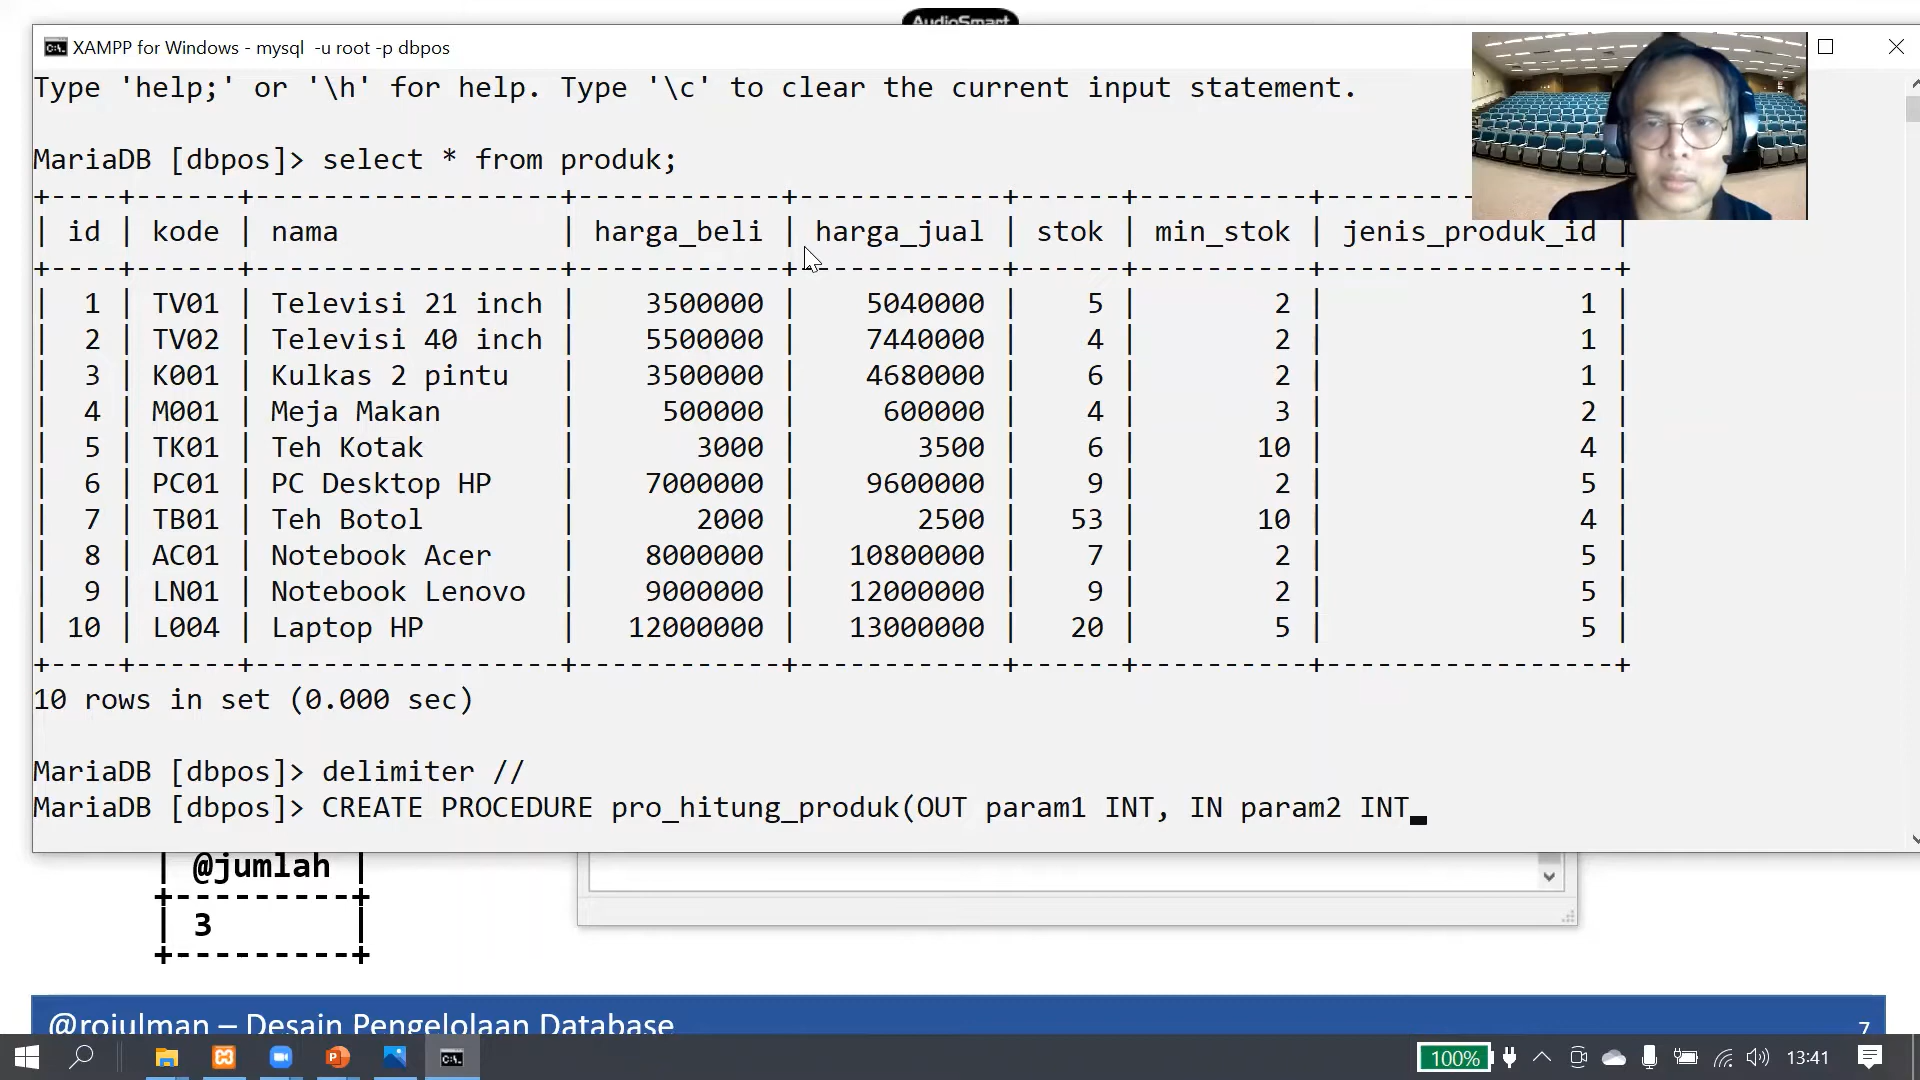 AudioSmart
XAMPP for Windows - mysql -u root -p dbpos
Type 'help;' or '\h' for help. Type '\c' to clear the current input statement.
MariaDB [dbpos]> select * from produk;
+----+------+------------------+------------+------------+------+----------+-----------------+
| id | kode | nama | harga_beli | harga_jual | stok | min_stok | jenis_produk_id |
+----+------+------------------+------------+------------+------+----------+-----------------+
| 1 | TV01 | Televisi 21 inch | 3500000 | 5040000 | 5 | 2 | 1 |
| 2 | TV02 | Televisi 40 inch | 5500000 | 7440000 | 4 | 2 | 1 |
| 3 | K001 | Kulkas 2 pintu | 3500000 | 4680000 | 6 | 2 | 1 |
| 4 | M001 | Meja Makan | 500000 | 600000 | 4 | 3 | 2 |
| 5 | TK01 | Teh Kotak | 3000 | 3500 | 6 | 10 | 4 |
| 6 | PC01 | PC Desktop HP | 7000000 | 9600000 | 9 | 2 | 5 |
| 7 | TB01 | Teh Botol | 2000 | 2500 | 53 | 10 | 4 |
| 8 | AC01 | Notebook Acer | 8000000 | 10800000 | 7 | 2 | 5 |
| 9 | LN01 | Notebook Lenovo | 9000000 | 12000000 | 9 | 2 | 5 |
| 10 | L004 | Laptop HP | 12000000 | 13000000 | 20 | 5 | 5 |
+----+------+------------------+------------+------------+------+----------+-----------------+
10 rows in set (0.000 sec)
MariaDB [dbpos]> delimiter //
MariaDB [dbpos]> CREATE PROCEDURE pro_hitung_produk(OUT param1 INT, IN param2 INT_
| @jumlah |
+---------+
| 3 |
+---------+
@rojulman – Desain Pengelolaan Database
7
100%
13:41